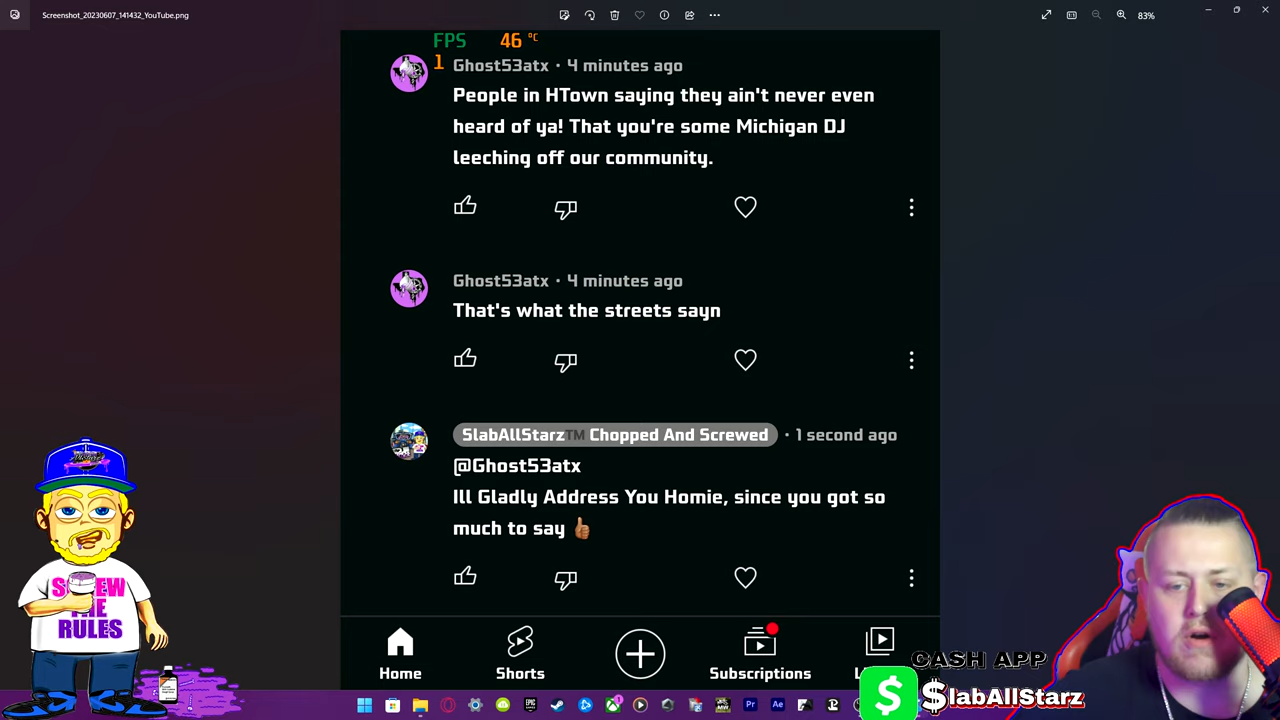 Screenshot_20230607_141432_YouTube.png
83%
FPS 46 °C
1
Ghost53atx · 4 minutes ago
People in HTown saying they ain't never even
heard of ya! That you're some Michigan DJ
leeching off our community.
Ghost53atx · 4 minutes ago
That's what the streets sayn
SlabAllStarz™ Chopped And Screwed · 1 second ago
@Ghost53atx
Ill Gladly Address You Homie, since you got so
much to say 👍🏾
Home
Shorts
Subscriptions
SCREW
THE
RULES
CASH APP
$labAllStarz